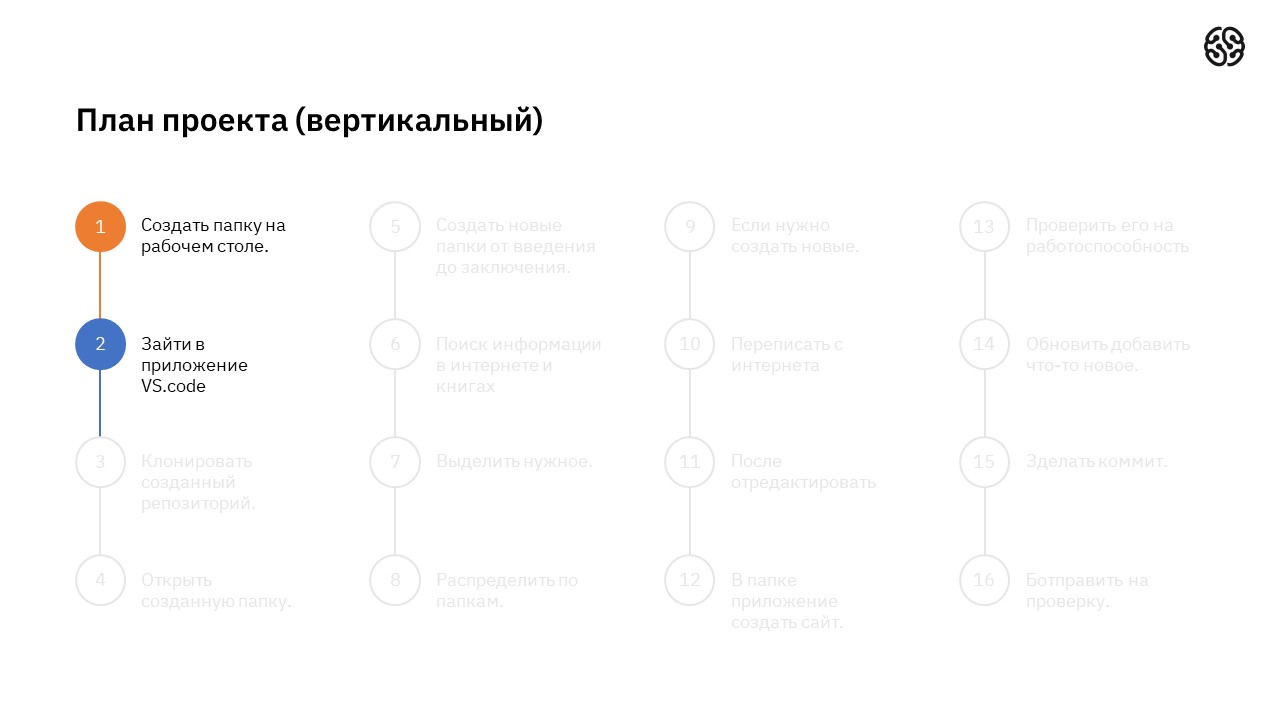 План проекта (вертикальный)
1
Создать папку на
рабочем столе.
2
Зайти в
приложение
VS.code
3
Клонировать
созданный
репозиторий.
4
Открыть
созданную папку.
5
Создать новые
папки от введения
до заключения.
6
Поиск информации
в интернете и
книгах
7
Выделить нужное.
8
Распределить по
папкам.
9
Если нужно
создать новые.
10
Переписать с
интернета
11
После
отредактировать
12
В папке
приложение
создать сайт.
13
Проверить его на
работоспособность
14
Обновить добавить
что-то новое.
15
Зделать коммит.
16
Ботправить на
проверку.